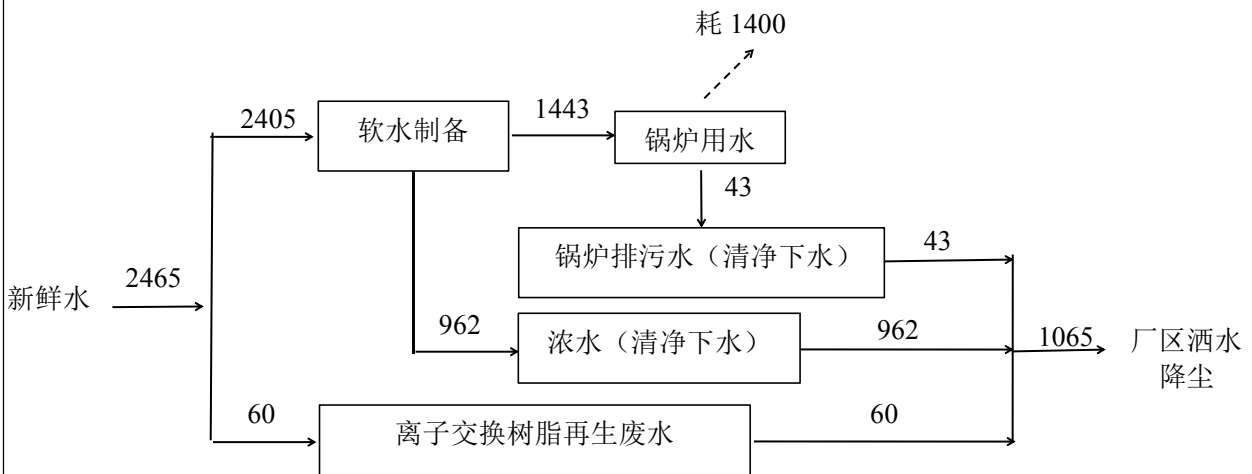 耗 1400
2405
软水制备
1443
锅炉用水
43
锅炉排污水（清净下水）
43
新鲜水
2465
962
浓水（清净下水）
962
1065
厂区洒水
降尘
60
离子交换树脂再生废水
60